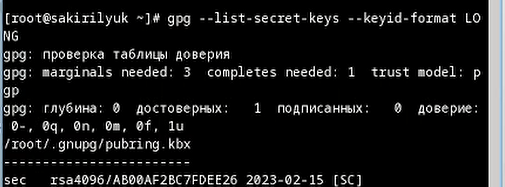 [root@sakirilyuk ~]# gpg --list-secret-keys --keyid-format LO
NG
gpg: проверка таблицы доверия
gpg: marginals needed: 3  completes needed: 1  trust model: p
gp
gpg: глубина: 0  достоверных:   1  подписанных:   0  доверие:
 0-, 0q, 0n, 0m, 0f, 1u
/root/.gnupg/pubring.kbx
------------------------
sec   rsa4096/AB00AF2BC7FDEE26 2023-02-15 [SC]